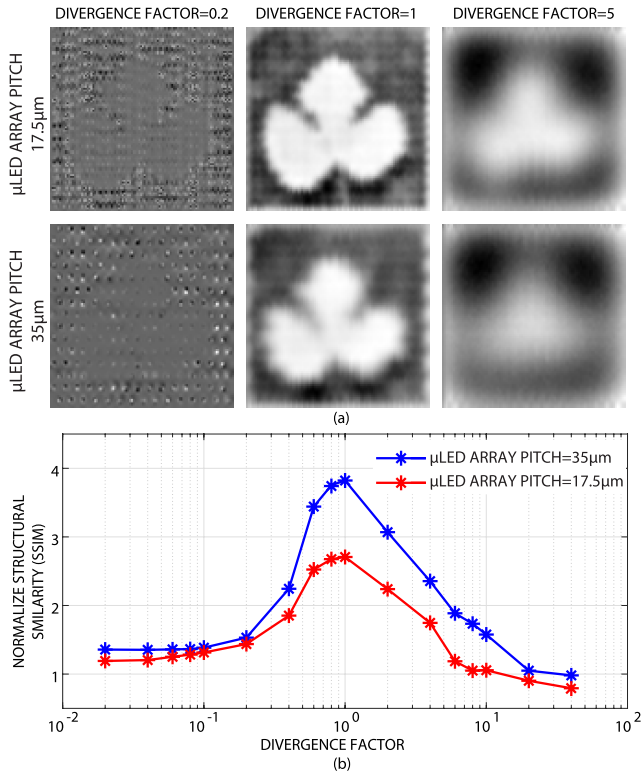 DIVERGENCE FACTOR=0.2 DIVERGENCE FACTOR=1 DIVERGENCE FACTOR=5
μLED ARRAY PITCH
17.5μm
μLED ARRAY PITCH
35μm
(a)
μLED ARRAY PITCH=35μm
μLED ARRAY PITCH=17.5μm
NORMALIZE STRUCTURAL
SMILARITY (SSIM)
4
3
2
1
10^-2 10^-1 10^0 10^1 10^2
DIVERGENCE FACTOR
(b)